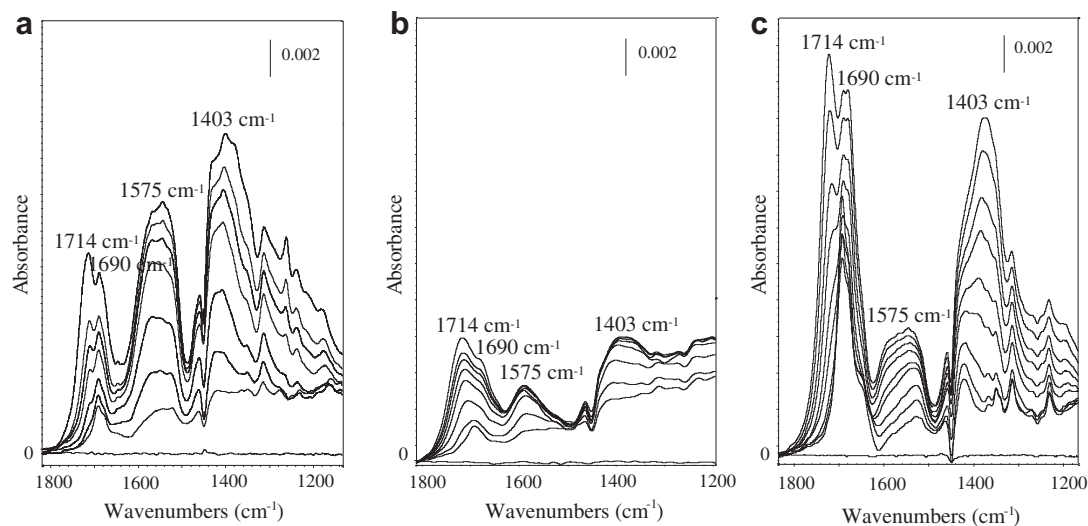 a
0.002
1403 cm-1
1575 cm-1
1714 cm-1
1690 cm-1
Absorbance
0
1800
1600
1400
1200
Wavenumbers (cm-1)
b
0.002
1714 cm-1
1403 cm-1
1690 cm-1
1575 cm-1
Absorbance
0
1800
1600
1400
1200
Wavenumbers (cm-1)
c
1714 cm-1
0.002
1690 cm-1
1403 cm-1
1575 cm-1
Absorbance
0
1800
1600
1400
1200
Wavenumbers (cm-1)